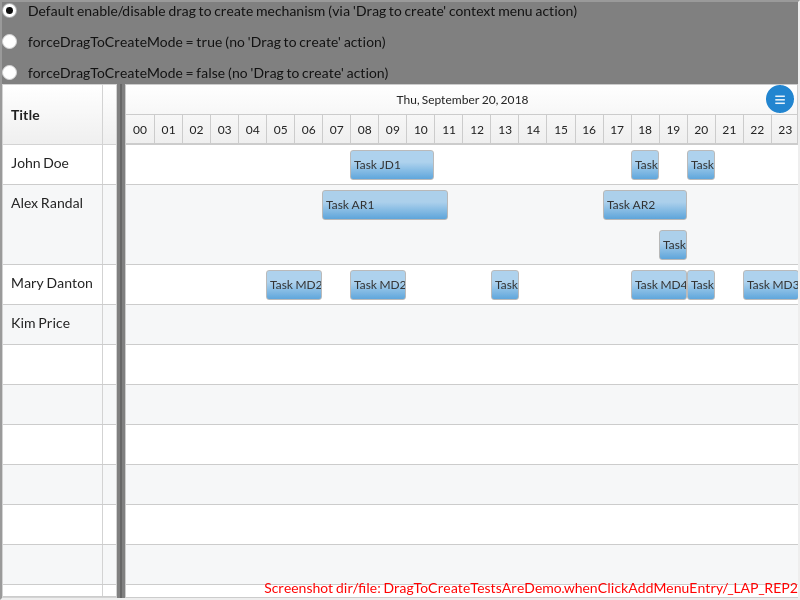 Default enable/disable drag to create mechanism (via 'Drag to create' context menu action)
forceDragToCreateMode = true (no 'Drag to create' action)
forceDragToCreateMode = false (no 'Drag to create' action)
Title
Thu, September 20, 2018
00 01 02 03 04 05 06 07 08 09 10 11 12 13 14 15 16 17 18 19 20 21 22 23
John Doe Task JD1 Task Task
Alex Randal Task AR1 Task AR2
Task
Mary Danton Task MD2 Task MD2 Task Task MD4 Task Task MD3
Kim Price
Screenshot dir/file: DragToCreateTestsAreDemo.whenClickAddMenuEntry/_LAP_REP2